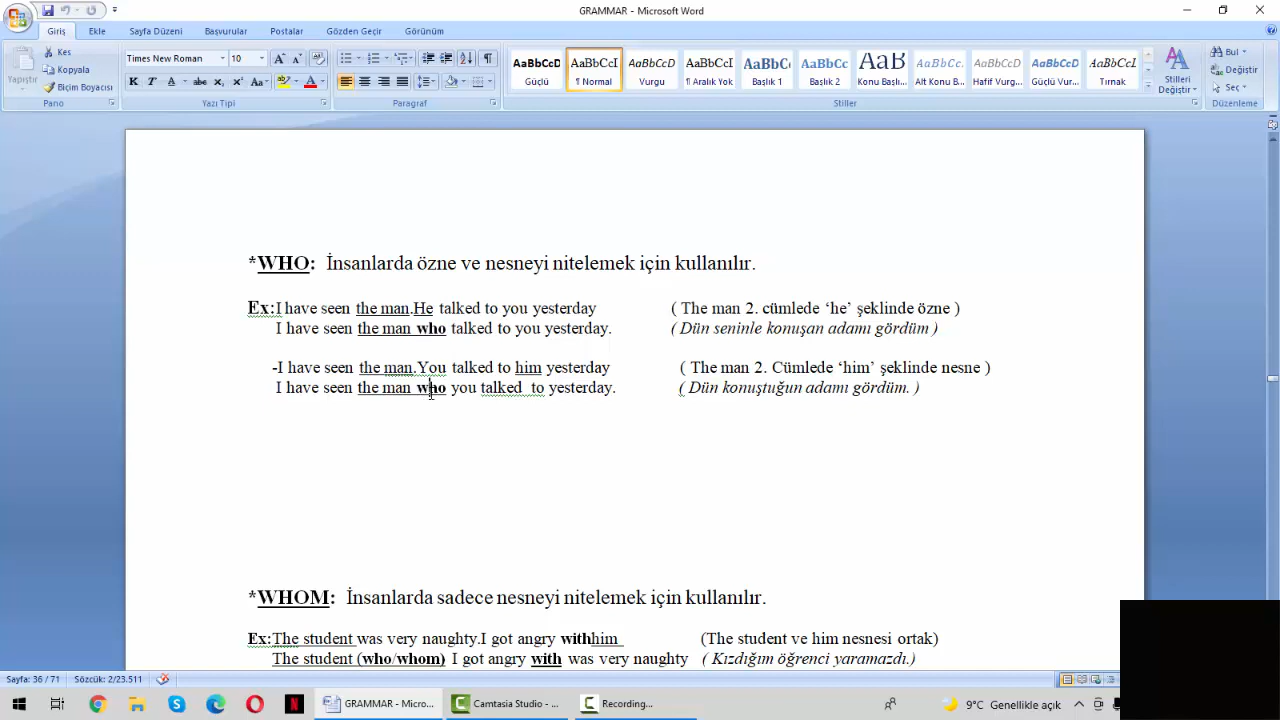 GRAMMAR - Microsoft Word
Giriş Ekle Sayfa Düzeni Başvurular Postalar Gözden Geçir Görünüm
Yapıştır
Kes
Kopyala
Biçim Boyacısı
Pano
Times New Roman 10
K T A abc X₂ X² Aa
Yazı Tipi
Paragraf
AaBbCcD AaBbCcI AaBbCcD AaBbCcI AaBbC AaBbCc AaB AaBbCc. AaBbCcD AaBbCcD AaBbCcD AaBbCcI
Güçlü ¶ Normal Vurgu ¶ Aralık Yok Başlık 1 Başlık 2 Konu Başlı... Alt Konu B... Hafif Vurg... Vurgu Güçlü Vur... Tırnak
Stilleri Değiştir
Stiller
Bul
Değiştir
Seç
Düzenleme
*WHO: İnsanlarda özne ve nesneyi nitelemek için kullanılır.
Ex:I have seen the man.He talked to you yesterday ( The man 2. cümlede ‘he’ şeklinde özne )
I have seen the man who talked to you yesterday. ( Dün seninle konuşan adamı gördüm )
-I have seen the man.You talked to him yesterday ( The man 2. Cümlede ‘him’ şeklinde nesne )
I have seen the man who you talked to yesterday. ( Dün konuştuğun adamı gördüm. )
*WHOM: İnsanlarda sadece nesneyi nitelemek için kullanılır.
Ex:The student was very naughty.I got angry withhim (The student ve him nesnesi ortak)
The student (who/whom) I got angry with was very naughty ( Kızdığım öğrenci yaramazdı.)
Sayfa: 36 / 71 Sözcük: 2/23.511
GRAMMAR - Micro... Camtasia Studio - ... Recording... 9°C Genellikle açık